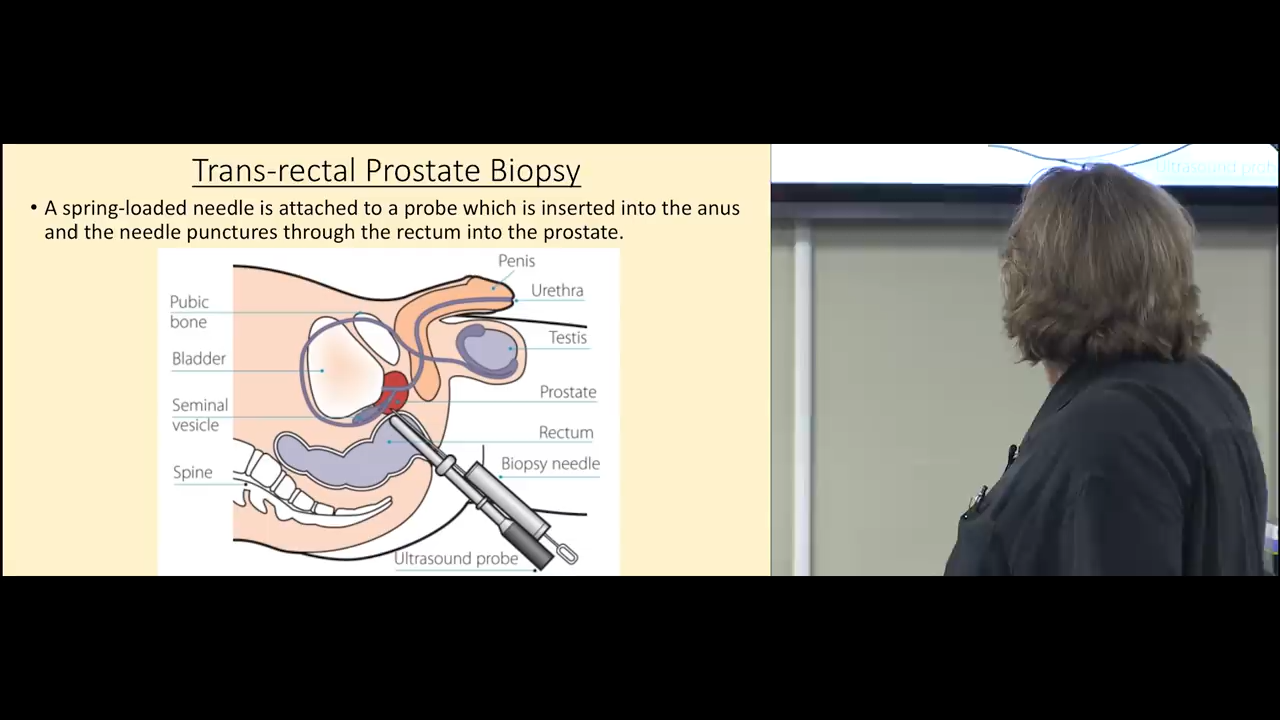 Trans-rectal Prostate Biopsy
• A spring-loaded needle is attached to a probe which is inserted into the anus
and the needle punctures through the rectum into the prostate.
Penis
Urethra
Pubic
bone
Testis
Bladder
Prostate
Seminal
vesicle
Rectum
Biopsy needle
Spine
Ultrasound probe
Ultrasound